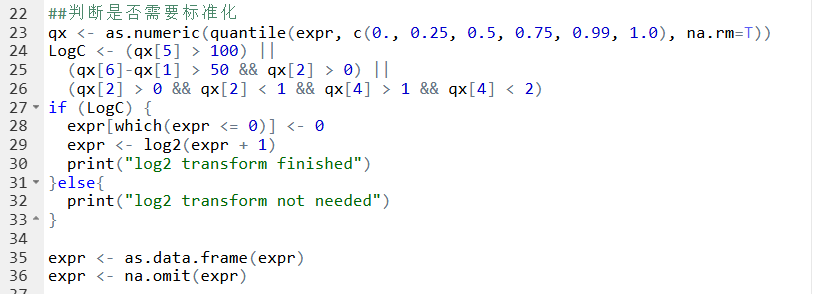 22 ##判断是否需要标准化
23 qx <- as.numeric(quantile(expr, c(0., 0.25, 0.5, 0.75, 0.99, 1.0), na.rm=T))
24 LogC <- (qx[5] > 100) ||
25   (qx[6]-qx[1] > 50 && qx[2] > 0) ||
26   (qx[2] > 0 && qx[2] < 1 && qx[4] > 1 && qx[4] < 2)
27 if (LogC) {
28   expr[which(expr <= 0)] <- 0
29   expr <- log2(expr + 1)
30   print("log2 transform finished")
31 }else{
32   print("log2 transform not needed")
33 }
34
35 expr <- as.data.frame(expr)
36 expr <- na.omit(expr)
37